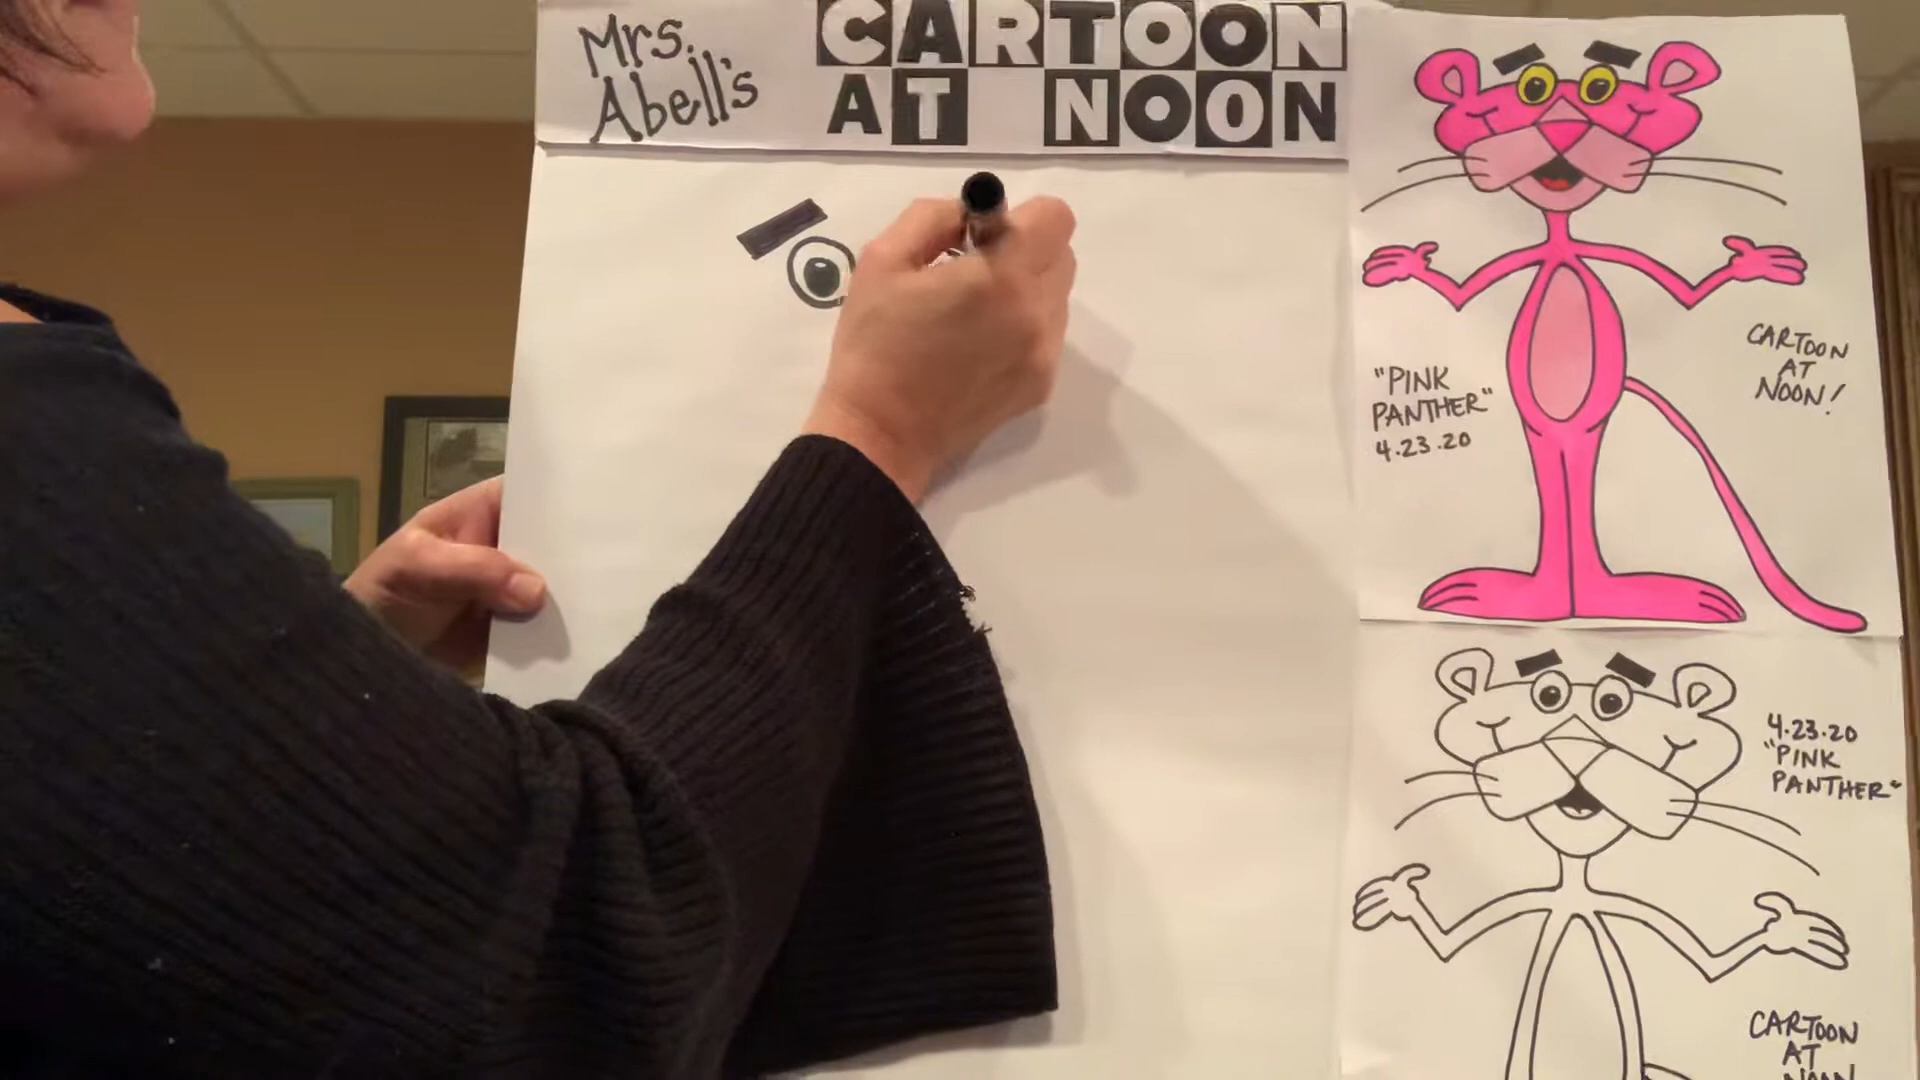 Mrs.
Abell's
CARTOON
AT NOON
"PINK
PANTHER"
4.23.20
CARTOON
AT
NOON!
4.23.20
"PINK
PANTHER"
CARTOON
AT
NOON